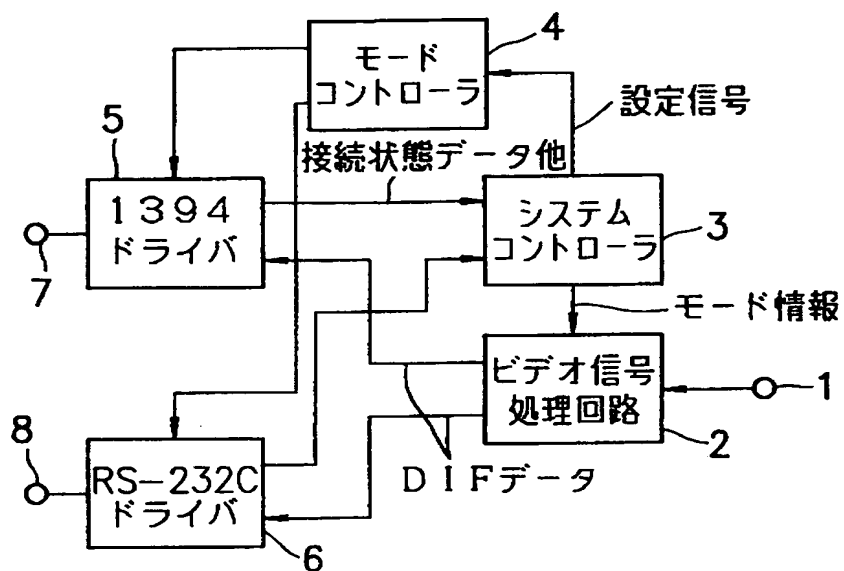 4
モード
コントローラ
設定信号
5
接続状態データ他
1394
ドライバ
システム
コントローラ
3
7
モード情報
ビデオ信号
処理回路
1
2
8
DIFデータ
RS-232C
ドライバ
6